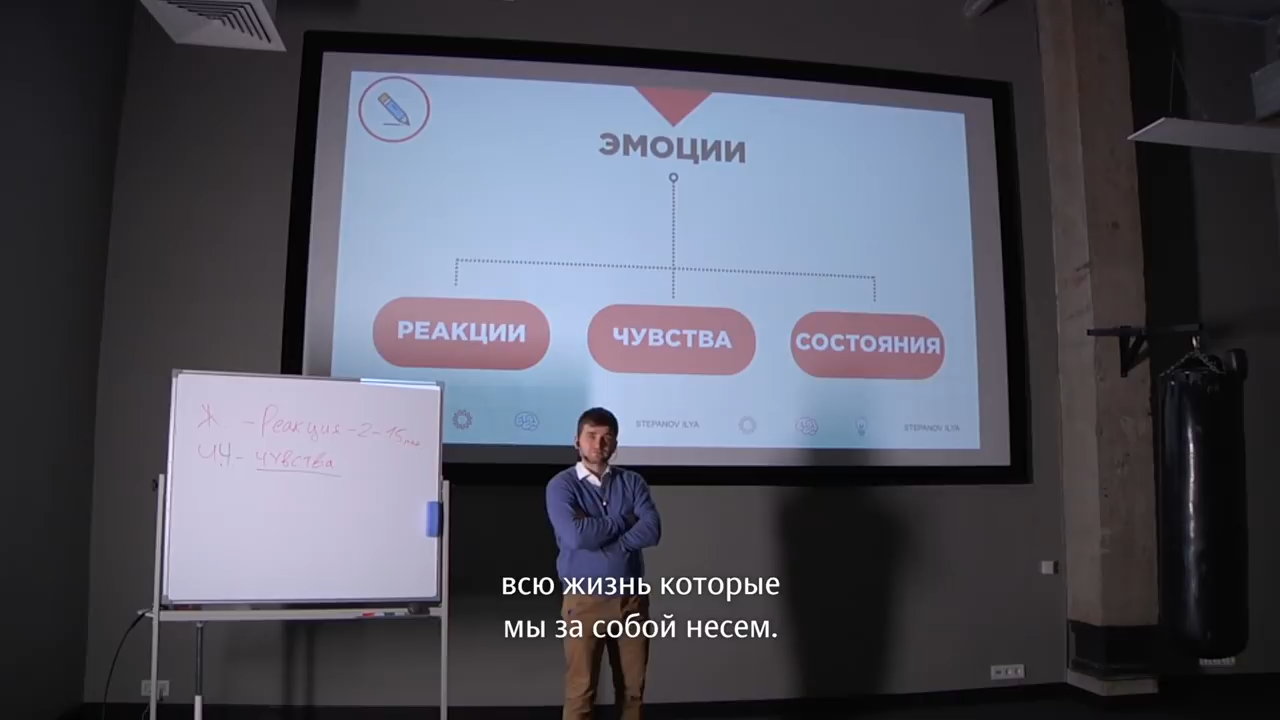 ЭМОЦИИ
РЕАКЦИИ
ЧУВСТВА
СОСТОЯНИЯ
STEPANOV ILYA
STEPANOV ILYA
Ж. - Реакция - 2 - 15
Ч.Ч - чувства
всю жизнь которые
мы за собой несем.